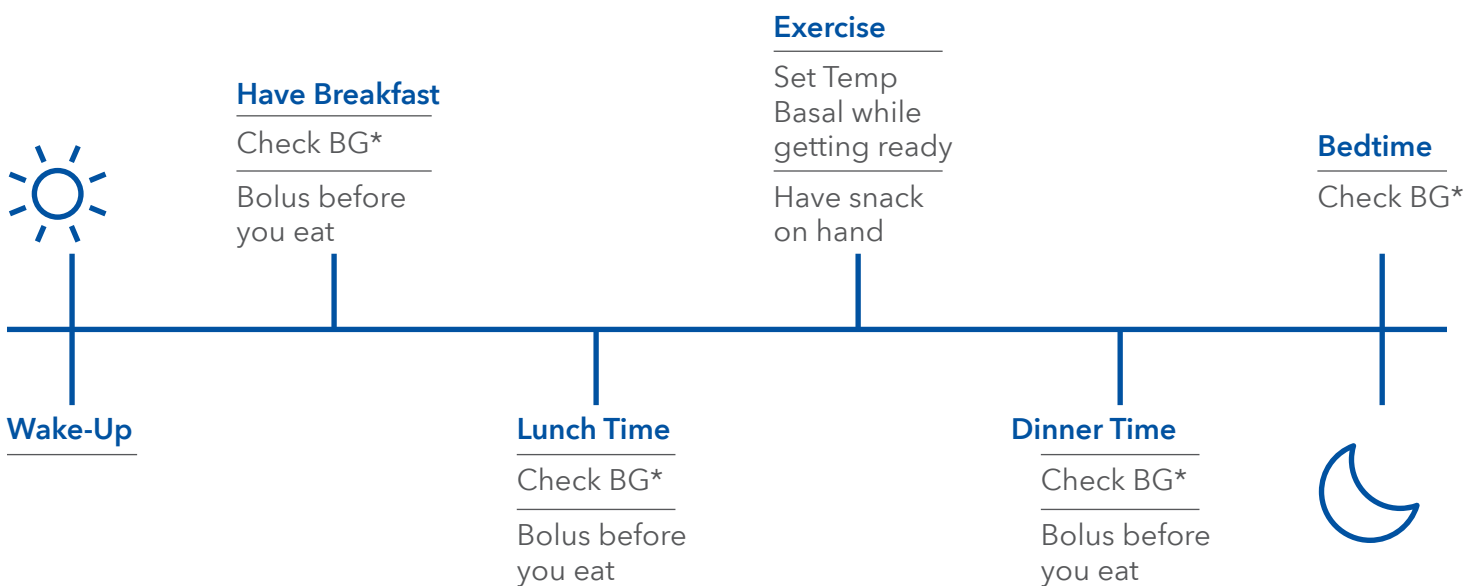 Wake-Up
Have Breakfast
Check BG*
Bolus before
you eat
Lunch Time
Check BG*
Bolus before
you eat
Exercise
Set Temp
Basal while
getting ready
Have snack
on hand
Dinner Time
Check BG*
Bolus before
you eat
Bedtime
Check BG*